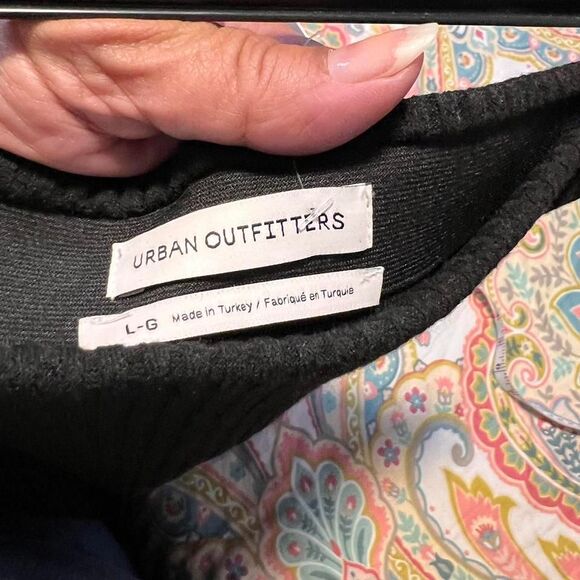 URBAN OUTFITTERS
L-G Made in Turkey / Fabriqué en Turquie